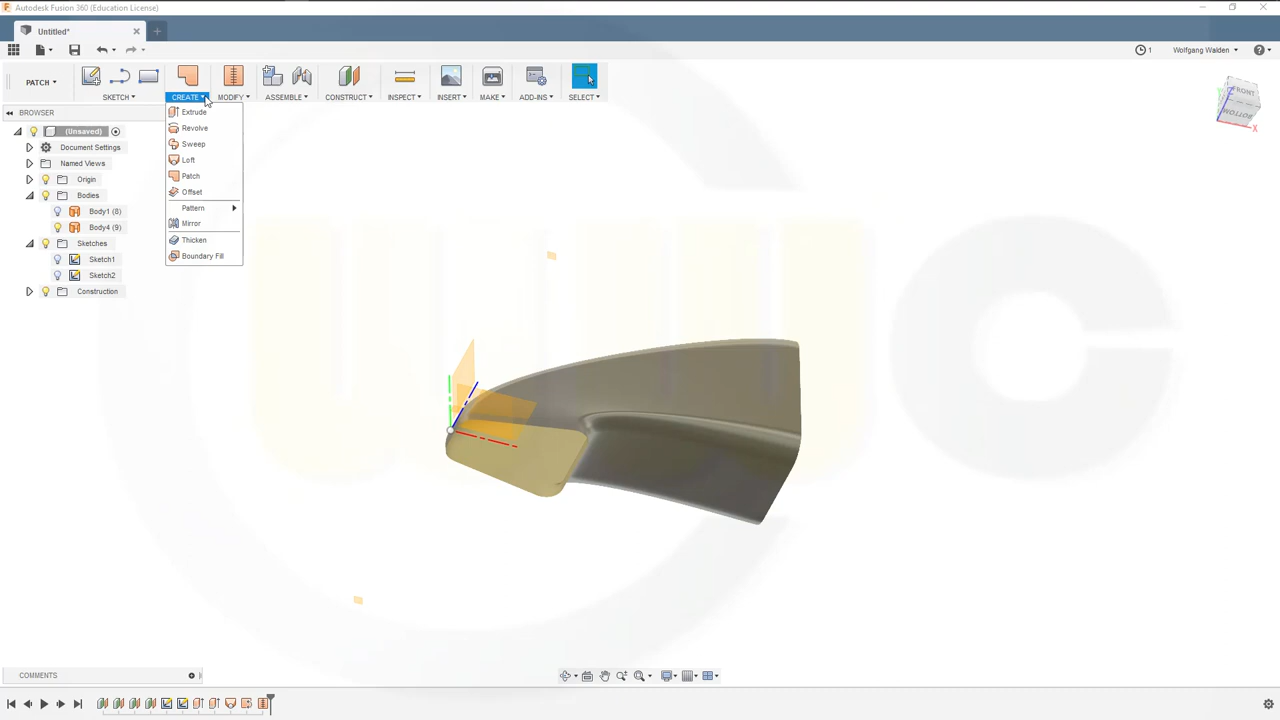 Autodesk Fusion 360 (Education License)
Untitled*
1
Wolfgang Walden
PATCH
SKETCH
CREATE
MODIFY
ASSEMBLE
CONSTRUCT
INSPECT
INSERT
MAKE
ADD-INS
SELECT
BROWSER
(Unsaved)
Document Settings
Named Views
Origin
Bodies
Body1 (8)
Body4 (9)
Sketches
Sketch1
Sketch2
Construction
Extrude
Revolve
Sweep
Loft
Patch
Offset
Pattern
Mirror
Thicken
Boundary Fill
FRONT
BOTTOM
X
COMMENTS